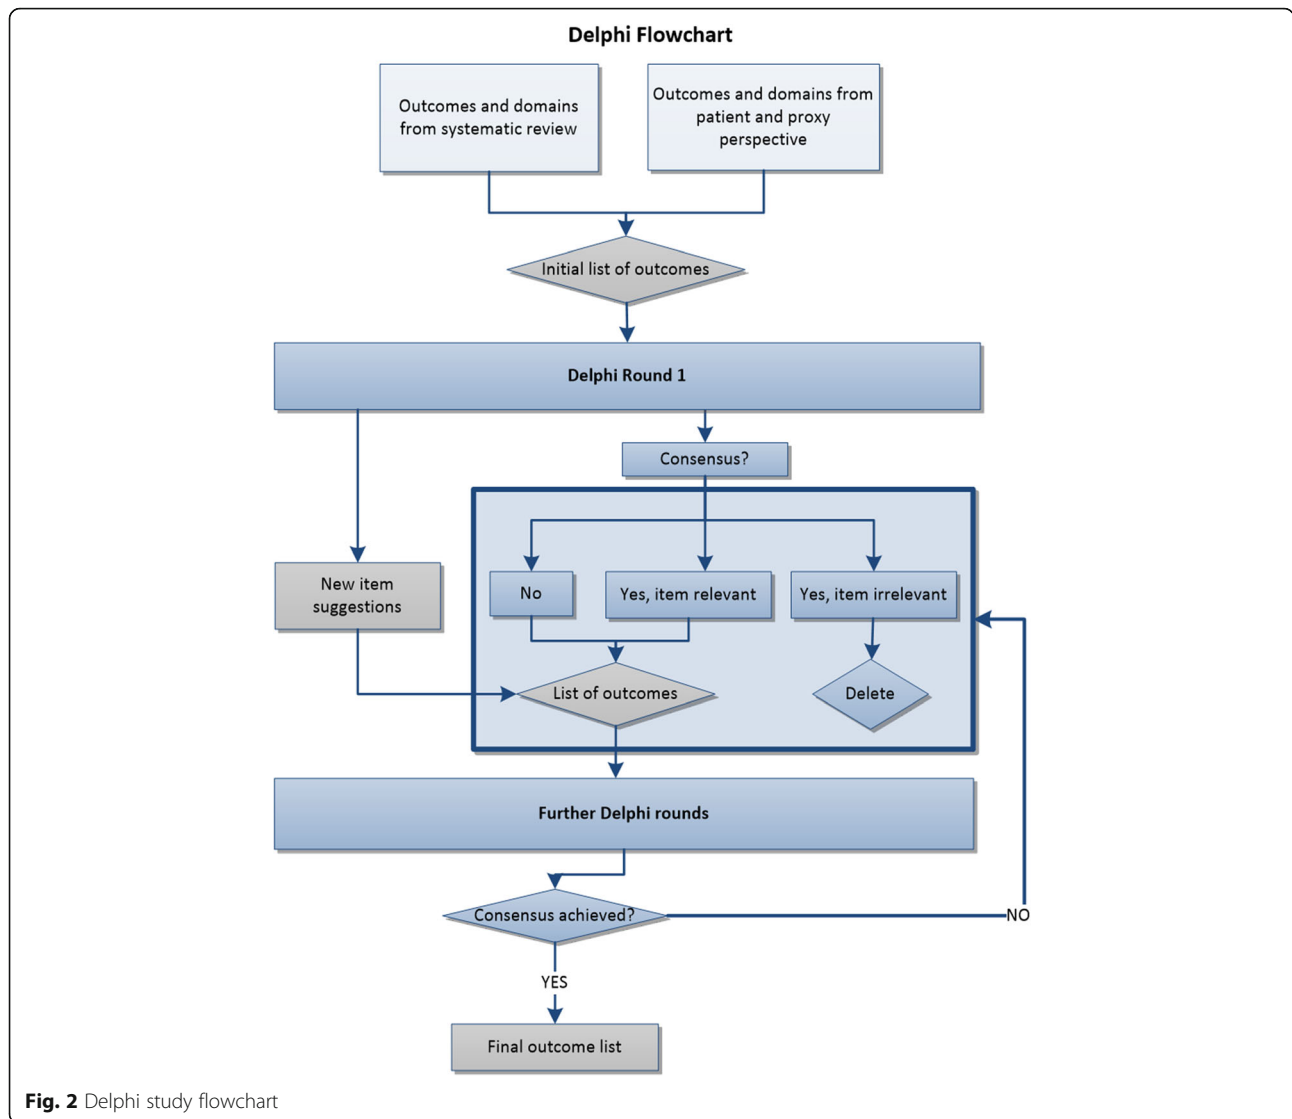 Delphi Flowchart
Outcomes and domains
from systematic review
Outcomes and domains from
patient and proxy
perspective
Initial list of outcomes
Delphi Round 1
Consensus?
New item
suggestions
No
Yes, item relevant
Yes, item irrelevant
List of outcomes
Delete
Further Delphi rounds
Consensus achieved?
NO
YES
Final outcome list
Fig. 2 Delphi study flowchart